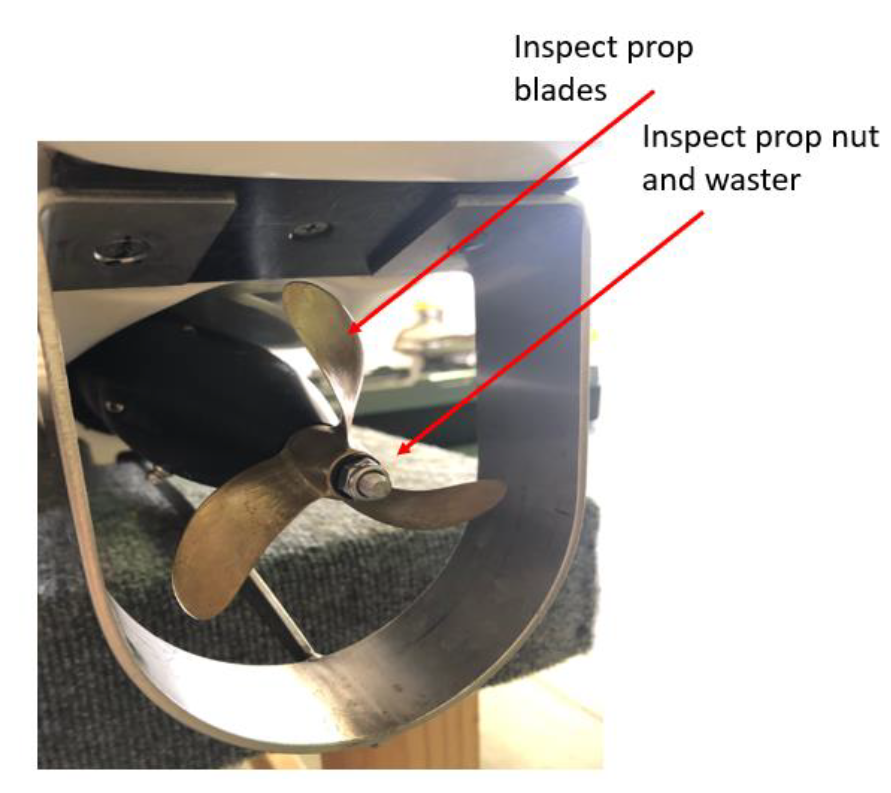 Inspect prop
blades
Inspect prop nut
and waster